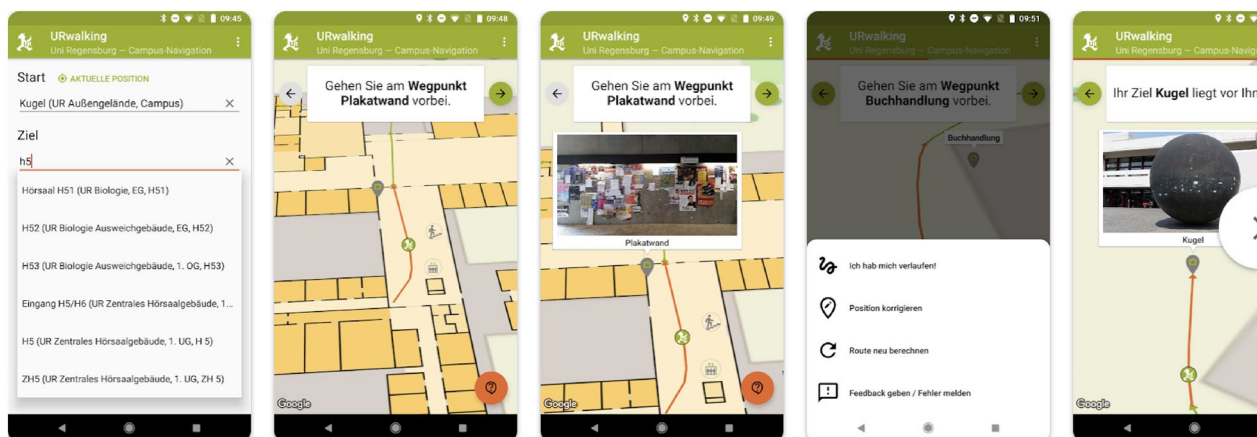 09:45
URwalking
Uni Regensburg – Campus-Navigation
Start
AKTUELLE POSITION
Kugel (UR Außengelände, Campus)
Ziel
h5
Hörsaal H51 (UR Biologie, EG, H51)
H52 (UR Biologie Ausweichgebäude, EG, H52)
H53 (UR Biologie Ausweichgebäude, 1. OG, H53)
Eingang H5/H6 (UR Zentrales Hörsaalgebäude, 1...
H5 (UR Zentrales Hörsaalgebäude, 1. UG, H 5)
ZH5 (UR Zentrales Hörsaalgebäude, 1. UG, ZH 5)
09:48
URwalking
Uni Regensburg – Campus-Navigation
Gehen Sie am Wegpunkt
Plakatwand vorbei.
Google
09:49
URwalking
Uni Regensburg – Campus-Navigation
Gehen Sie am Wegpunkt
Plakatwand vorbei.
Plakatwand
Google
09:51
URwalking
Uni Regensburg – Campus-Navigation
Gehen Sie am Wegpunkt
Buchhandlung vorbei.
Buchhandlung
Ich hab mich verlaufen!
Position korrigieren
Route neu berechnen
Feedback geben / Fehler melden
URwalking
Uni Regensburg – Campus-Navig
Ihr Ziel Kugel liegt vor Ihn
Kugel
Google